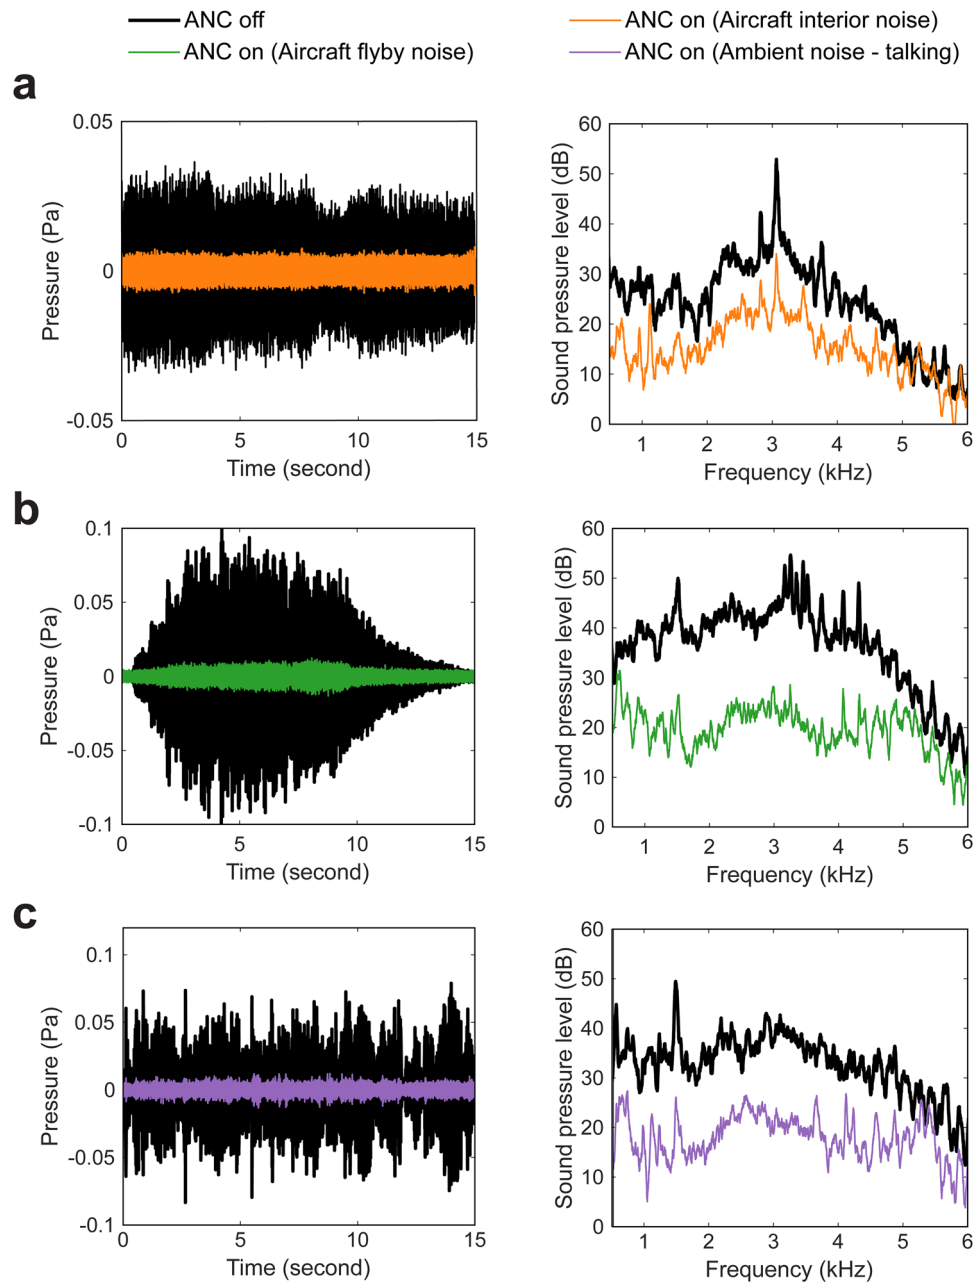 ANC off
ANC on (Aircraft interior noise)
ANC on (Aircraft flyby noise)
ANC on (Ambient noise - talking)
a
0.05
0
-0.05
Pressure (Pa)
0 5 10 15
Time (second)
60
50
40
30
20
10
0
Sound pressure level (dB)
1 2 3 4 5 6
Frequency (kHz)
b
0.1
0.05
0
-0.05
-0.1
Pressure (Pa)
0 5 10 15
Time (second)
60
50
40
30
20
10
0
Sound pressure level (dB)
1 2 3 4 5 6
Frequency (kHz)
c
0.1
0.05
0
-0.05
-0.1
Pressure (Pa)
0 5 10 15
Time (second)
60
50
40
30
20
10
0
Sound pressure level (dB)
1 2 3 4 5 6
Frequency (kHz)